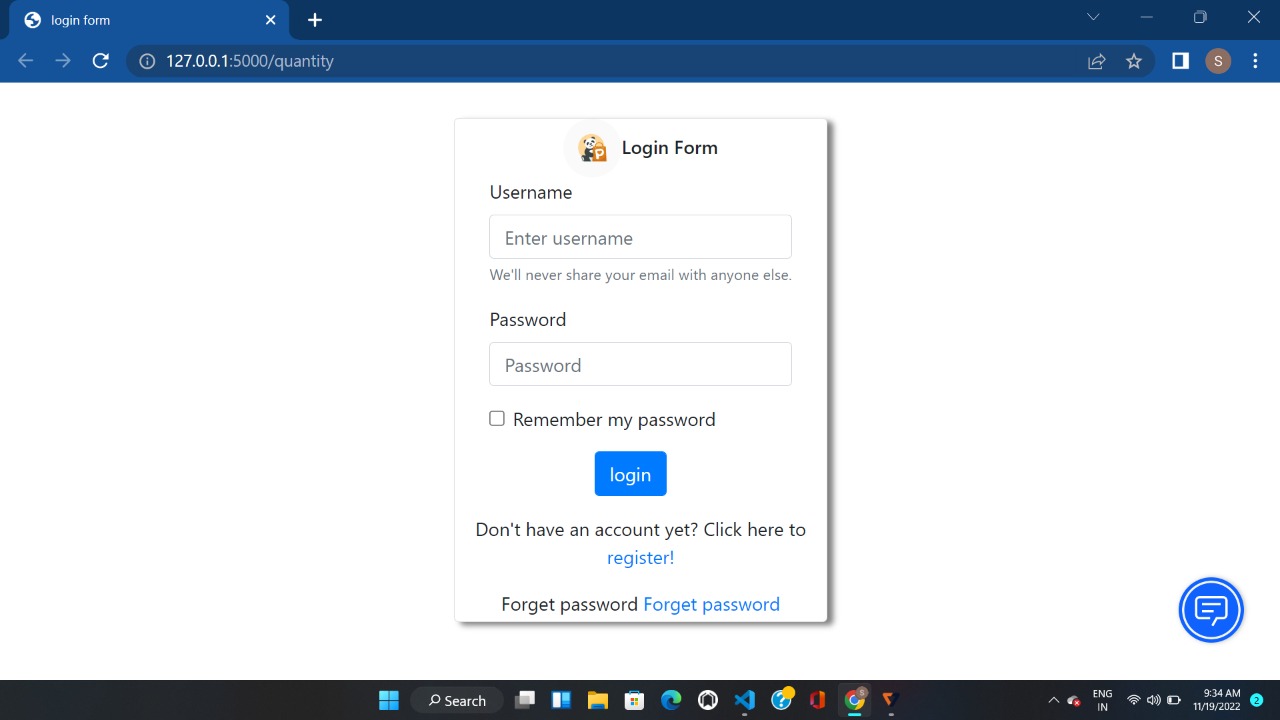 login form
127.0.0.1:5000/quantity
S
P
Login Form
Username
Enter username
We'll never share your email with anyone else.
Password
Password
Remember my password
login
Don't have an account yet? Click here to
register!
Forget password Forget password
Search
S
ENG
IN
9:34 AM
11/19/2022
2